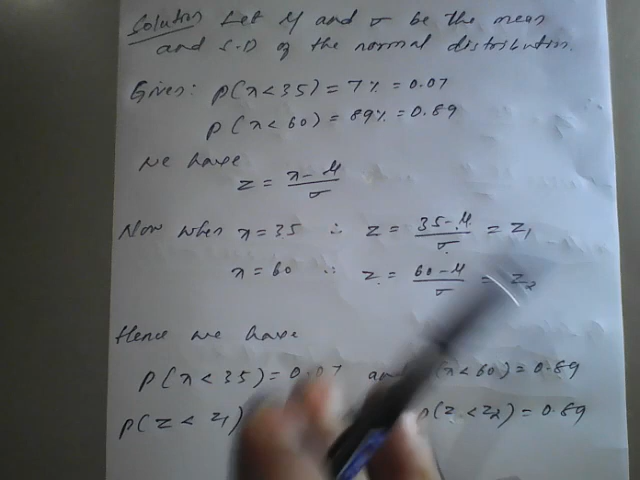 Solution Let μ and σ be the mean
and S.D of the normal distribution.
Given: P(x<35) = 7% = 0.07
P(x<60) = 89% = 0.89
We have
z = x-μ/σ
Now when x=35 ∴ z = 35-μ/σ = z₁
x=60 ∴ z = 60-μ/σ = z₂
Hence we have
P(x<35) = 0.07 and (x<60) = 0.89
P(z < z₁) P(z<z₂) = 0.89